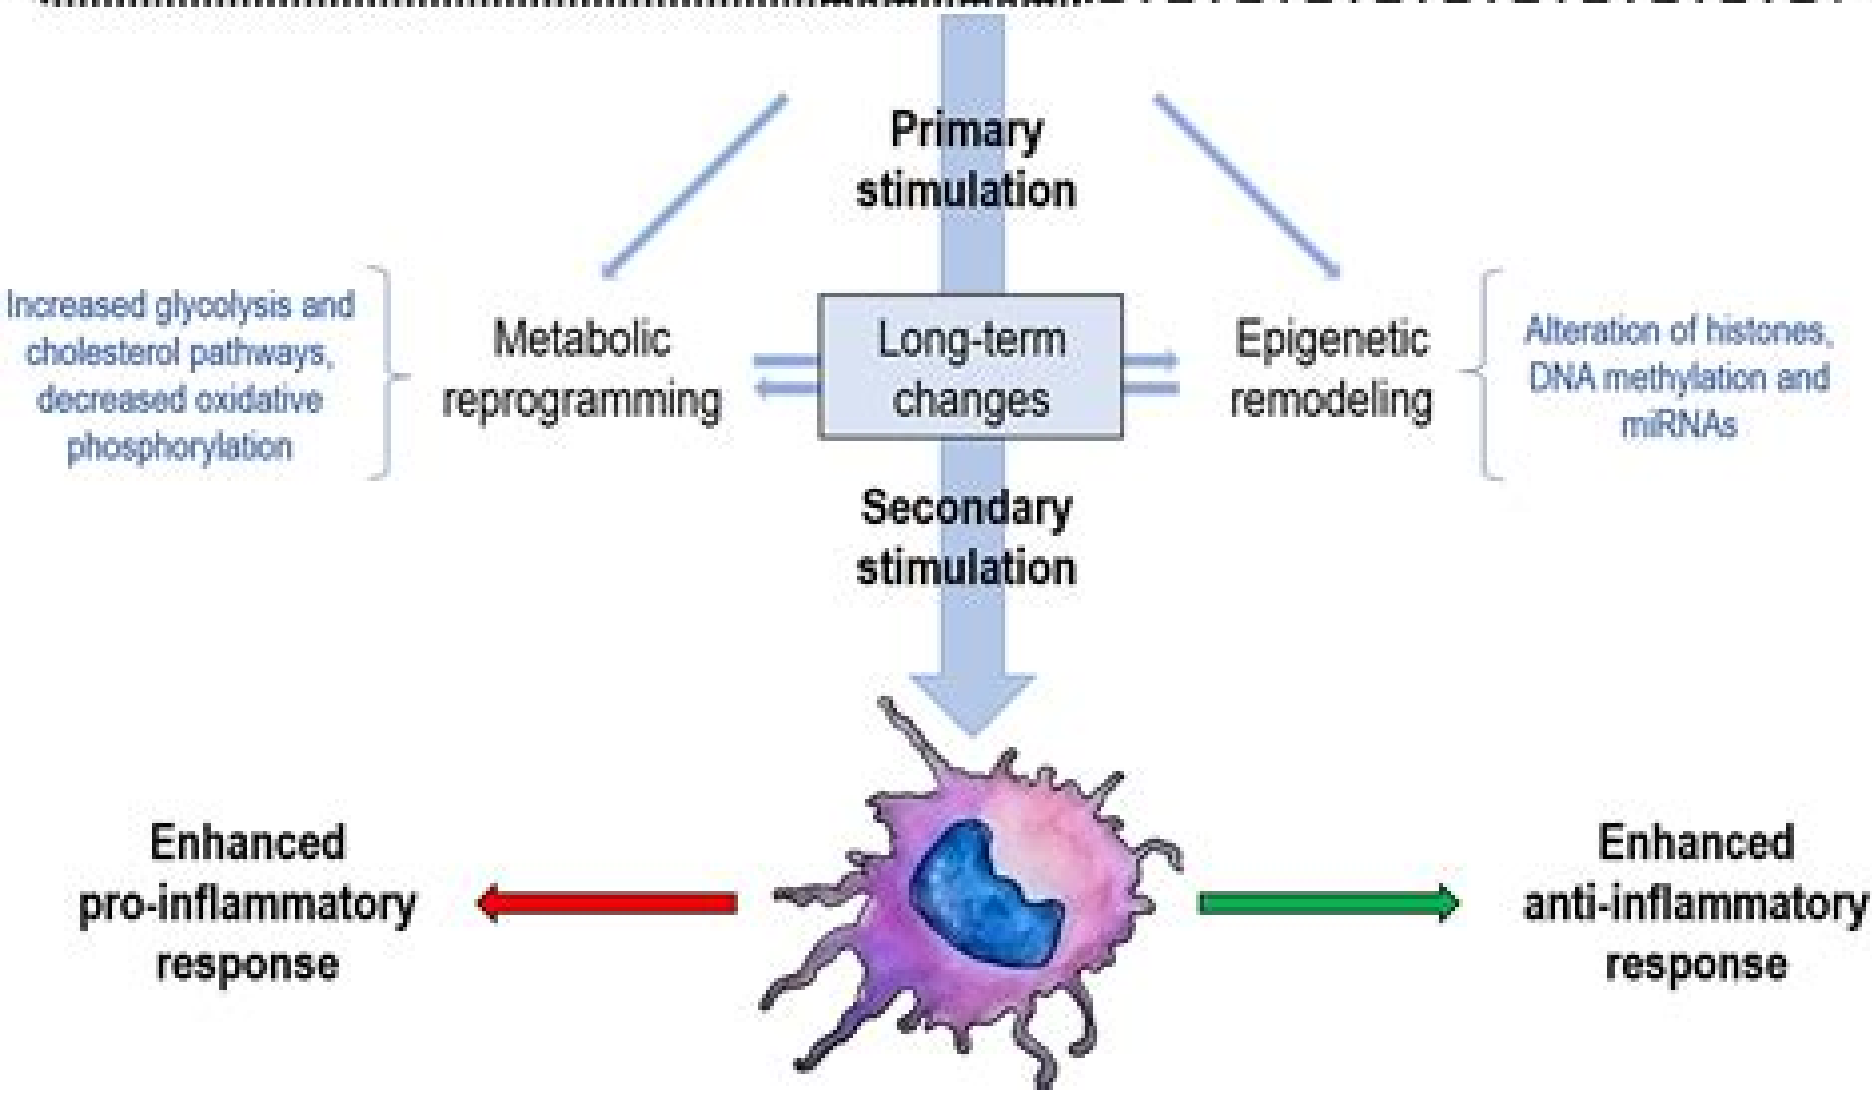 Primary
stimulation
Increased glycolysis and
cholesterol pathways,
decreased oxidative
phosphorylation
Metabolic
reprogramming
Long-term
changes
Epigenetic
remodeling
Alteration of histones,
DNA methylation and
miRNAs
Secondary
stimulation
Enhanced
pro-inflammatory
response
Enhanced
anti-inflammatory
response